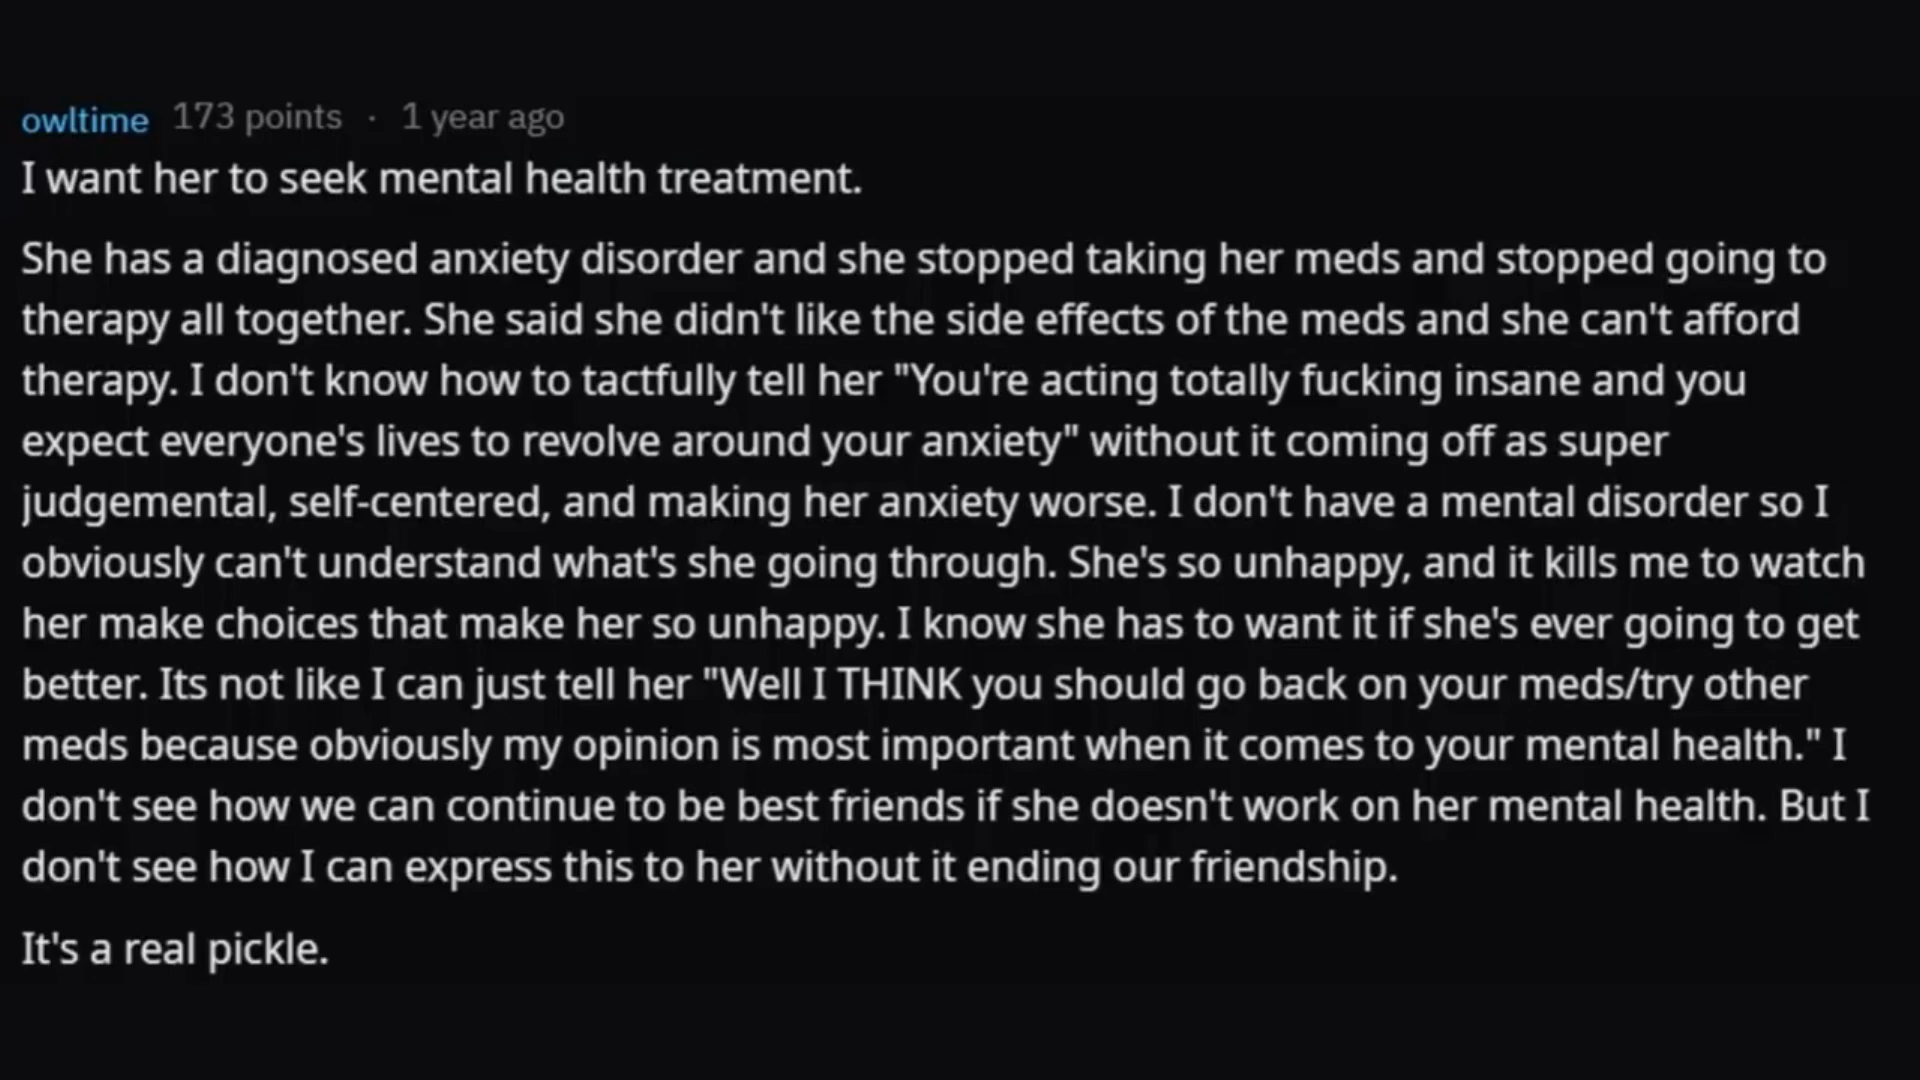 owltime 173 points · 1 year ago
I want her to seek mental health treatment.
She has a diagnosed anxiety disorder and she stopped taking her meds and stopped going to
therapy all together. She said she didn't like the side effects of the meds and she can't afford
therapy. I don't know how to tactfully tell her "You're acting totally fucking insane and you
expect everyone's lives to revolve around your anxiety" without it coming off as super
judgemental, self-centered, and making her anxiety worse. I don't have a mental disorder so I
obviously can't understand what's she going through. She's so unhappy, and it kills me to watch
her make choices that make her so unhappy. I know she has to want it if she's ever going to get
better. Its not like I can just tell her "Well I THINK you should go back on your meds/try other
meds because obviously my opinion is most important when it comes to your mental health." I
don't see how we can continue to be best friends if she doesn't work on her mental health. But I
don't see how I can express this to her without it ending our friendship.
It's a real pickle.